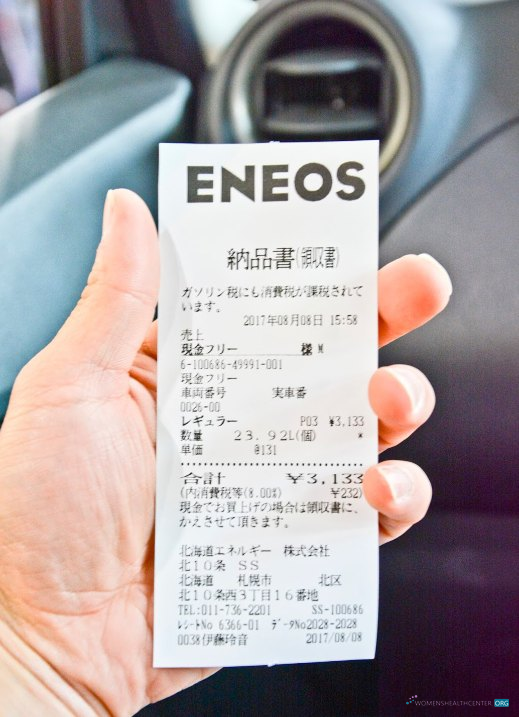 ENEOS
納品書(領収書)
ガソリン税にも消費税が課税されて
います。
2017年08月08日 15:58
売上
現金フリー 様 M
6-100686-49991-001
現金フリー
車両番号 実車番
0026-00
レギュラー P03 ¥3,133
数量 23.92L(個) *
単価 @131
合計 ¥3,133
(内消費税等(8.00%) ¥232)
現金でお買上げの場合は領収書に、
かえさせて頂きます。
北海道エネルギー 株式会社
北10条 SS
北海道 札幌市 北区
北10条西3丁目16番地
TEL:011-736-2201 SS-100686
レシートNo 6366-01 データNo2028-2028
0038伊藤玲音 2017/08/08
WOMENSHEALTHCENTER.ORG